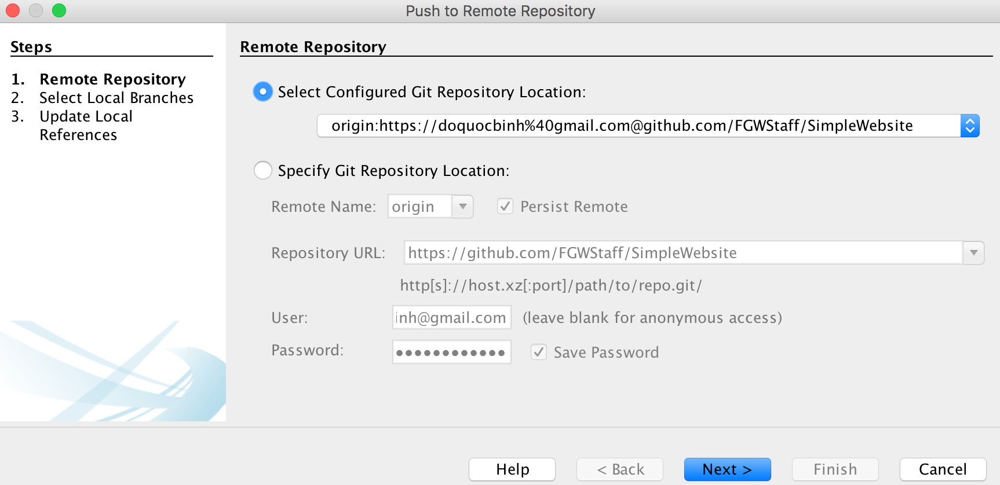 Push to Remote Repository
Steps
1. Remote Repository
2. Select Local Branches
3. Update Local
References
Remote Repository
Select Configured Git Repository Location:
origin:https://doquocbinh%40gmail.com@github.com/FGWStaff/SimpleWebsite
Specify Git Repository Location:
Remote Name: origin Persist Remote
Repository URL: https://github.com/FGWStaff/SimpleWebsite
http[s]://host.xz[:port]/path/to/repo.git/
User: inh@gmail.com (leave blank for anonymous access)
Password: ●●●●●●●●●●●● Save Password
Help < Back Next > Finish Cancel